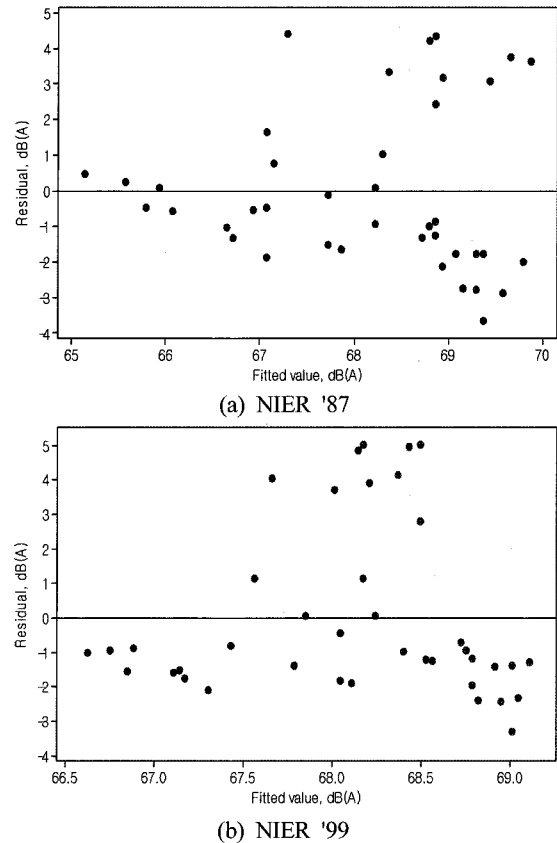 5
4
3
2
1
0
-1
-2
-3
-4
Residual, dB(A)
65 66 67 68 69 70
Fitted value, dB(A)
(a) NIER '87
6
5
4
3
2
1
0
-1
-2
-3
-4
Residual, dB(A)
66.5 67.0 67.5 68.0 68.5 69.0
Fitted value, dB(A)
(b) NIER '99